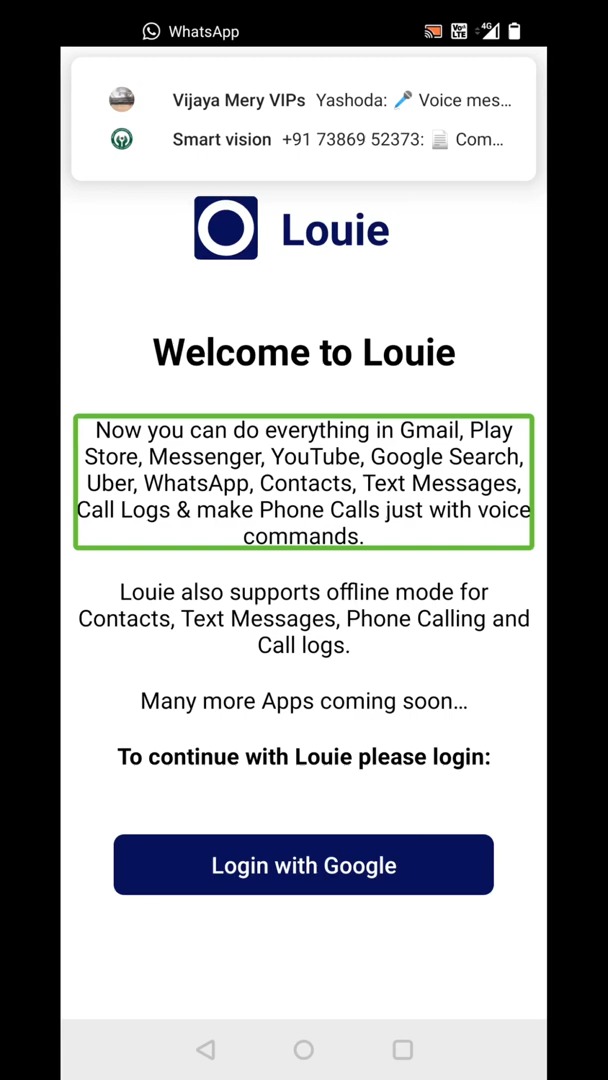 WhatsApp
VoD LTE 4G
Vijaya Mery VIPs Yashoda: 🎤 Voice mes...
Smart vision +91 73869 52373: 📄 Com...
Louie
Welcome to Louie
Now you can do everything in Gmail, Play
Store, Messenger, YouTube, Google Search,
Uber, WhatsApp, Contacts, Text Messages,
Call Logs & make Phone Calls just with voice
commands.
Louie also supports offline mode for
Contacts, Text Messages, Phone Calling and
Call logs.
Many more Apps coming soon...
To continue with Louie please login:
Login with Google